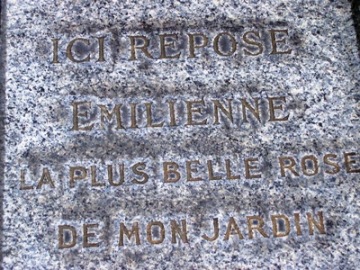 ICI REPOSE
EMILIENNE
LA PLUS BELLE ROSE
DE MON JARDIN